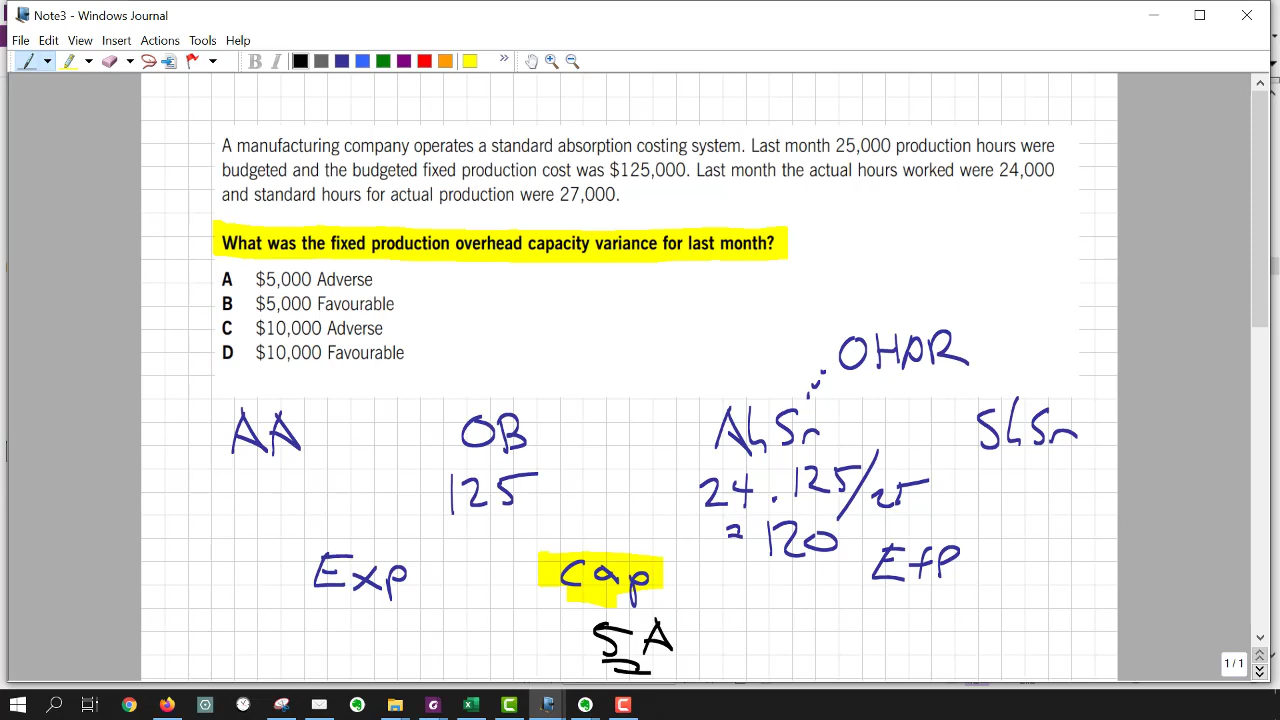 Note3 - Windows Journal
File Edit View Insert Actions Tools Help
B I
A manufacturing company operates a standard absorption costing system. Last month 25,000 production hours were
budgeted and the budgeted fixed production cost was $125,000. Last month the actual hours worked were 24,000
and standard hours for actual production were 27,000.
What was the fixed production overhead capacity variance for last month?
A $5,000 Adverse
B $5,000 Favourable
C $10,000 Adverse
D $10,000 Favourable
OHAR
AA OB AhSr ShSr
125 24 . 125/25
= 120
Exp Cap Eff
5 A
1 / 1